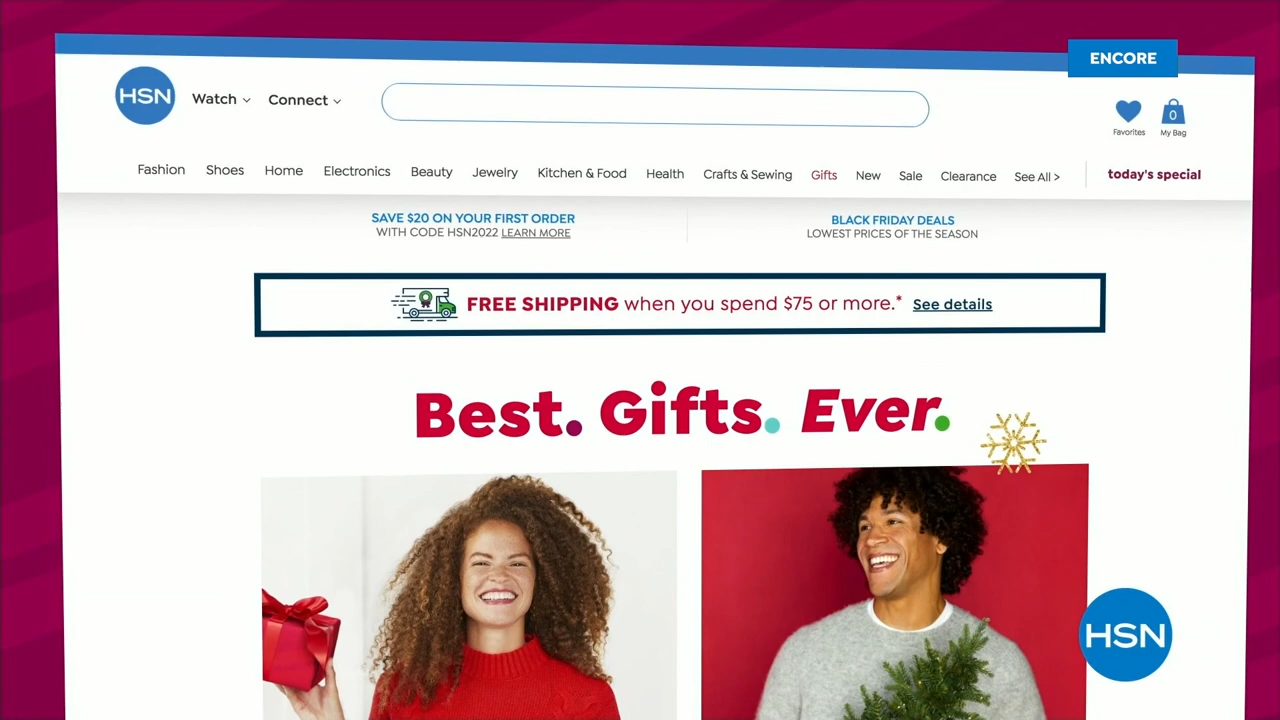 ENCORE
HSN Watch Connect
0
Favorites My Bag
Fashion Shoes Home Electronics Beauty Jewelry Kitchen & Food Health Crafts & Sewing Gifts New Sale Clearance See All > today's special
SAVE $20 ON YOUR FIRST ORDER
WITH CODE HSN2022 LEARN MORE
BLACK FRIDAY DEALS
LOWEST PRICES OF THE SEASON
FREE SHIPPING when you spend $75 or more.* See details
Best. Gifts. Ever.
HSN